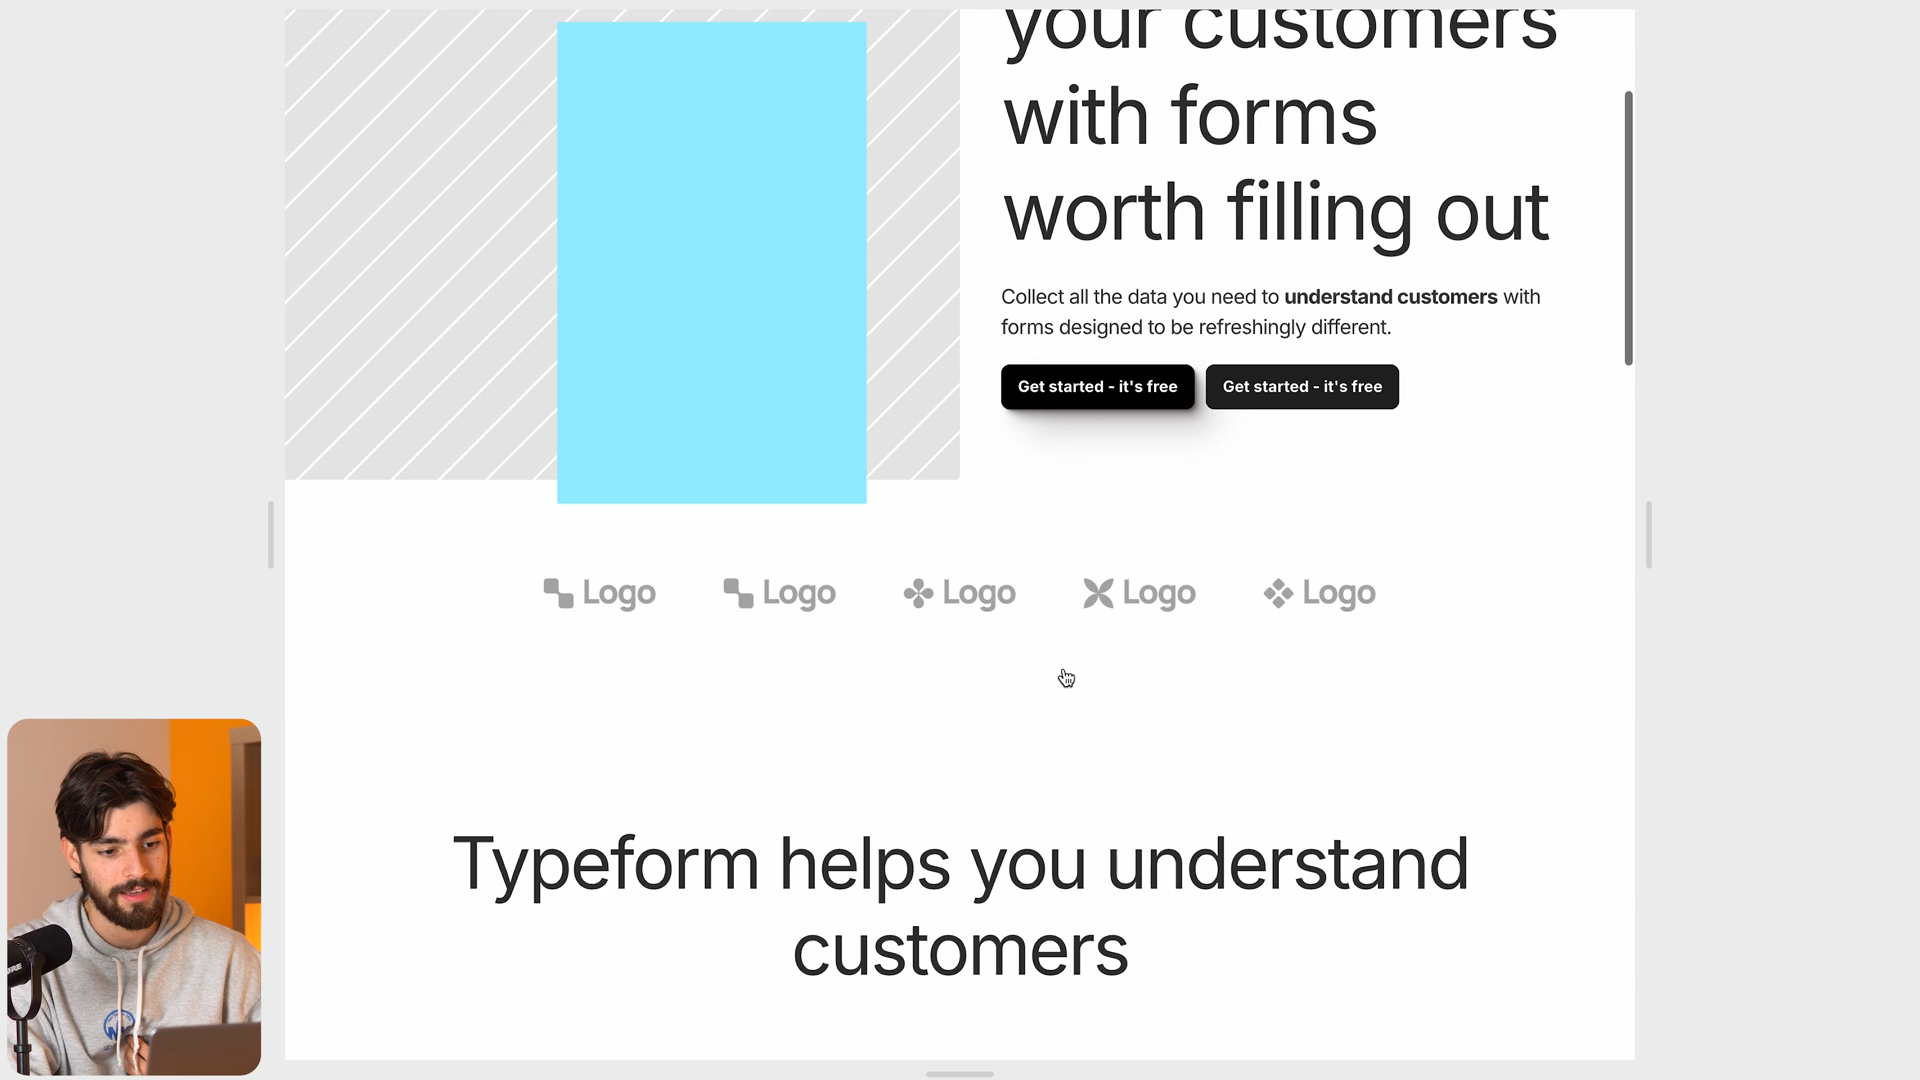 your customers
with forms
worth filling out
Collect all the data you need to understand customers with
forms designed to be refreshingly different.
Get started - it's free
Get started - it's free
Logo
Logo
Logo
Logo
Logo
Typeform helps you understand
customers